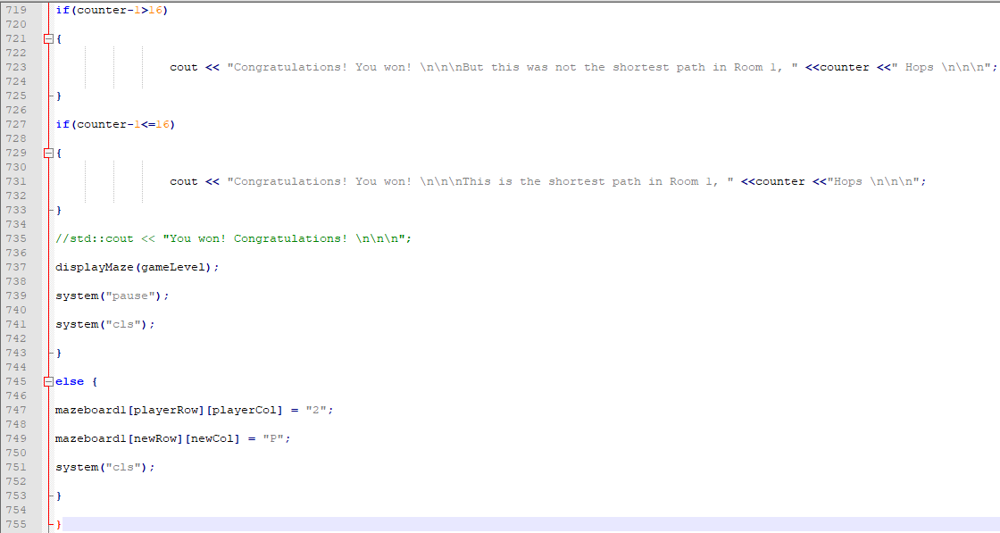 719 if(counter-1>16)
720
721 {
722
723 cout << "Congratulations! You won! \n\n\nBut this was not the shortest path in Room 1, " <<counter <<" Hops \n\n\n";
724
725 }
726
727 if(counter-1<=16)
728
729 {
730
731 cout << "Congratulations! You won! \n\n\nThis is the shortest path in Room 1, " <<counter <<"Hops \n\n\n";
732
733 }
734
735 //std::cout << "You won! Congratulations! \n\n\n";
736
737 displayMaze(gameLevel);
738
739 system("pause");
740
741 system("cls");
742
743 }
744
745 else {
746
747 mazeboard1[playerRow][playerCol] = "2";
748
749 mazeboard1[newRow][newCol] = "P";
750
751 system("cls");
752
753 }
754
755 }